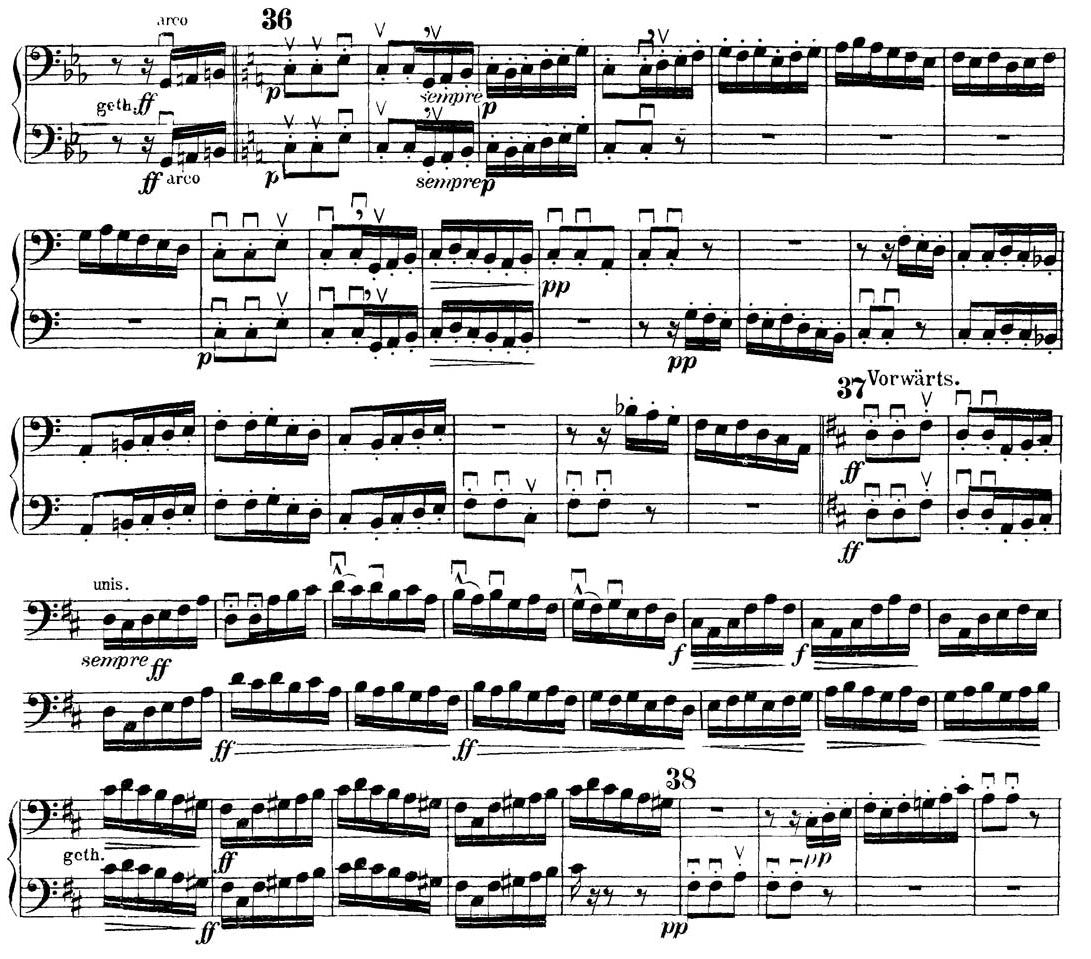 arco 36
geth. ff p sempre p
ff arco p sempre p
pp
p pp
37 Vorwärts.
ff
ff
unis.
sempre ff f f
ff ff
38
geth. ff pp
ff pp